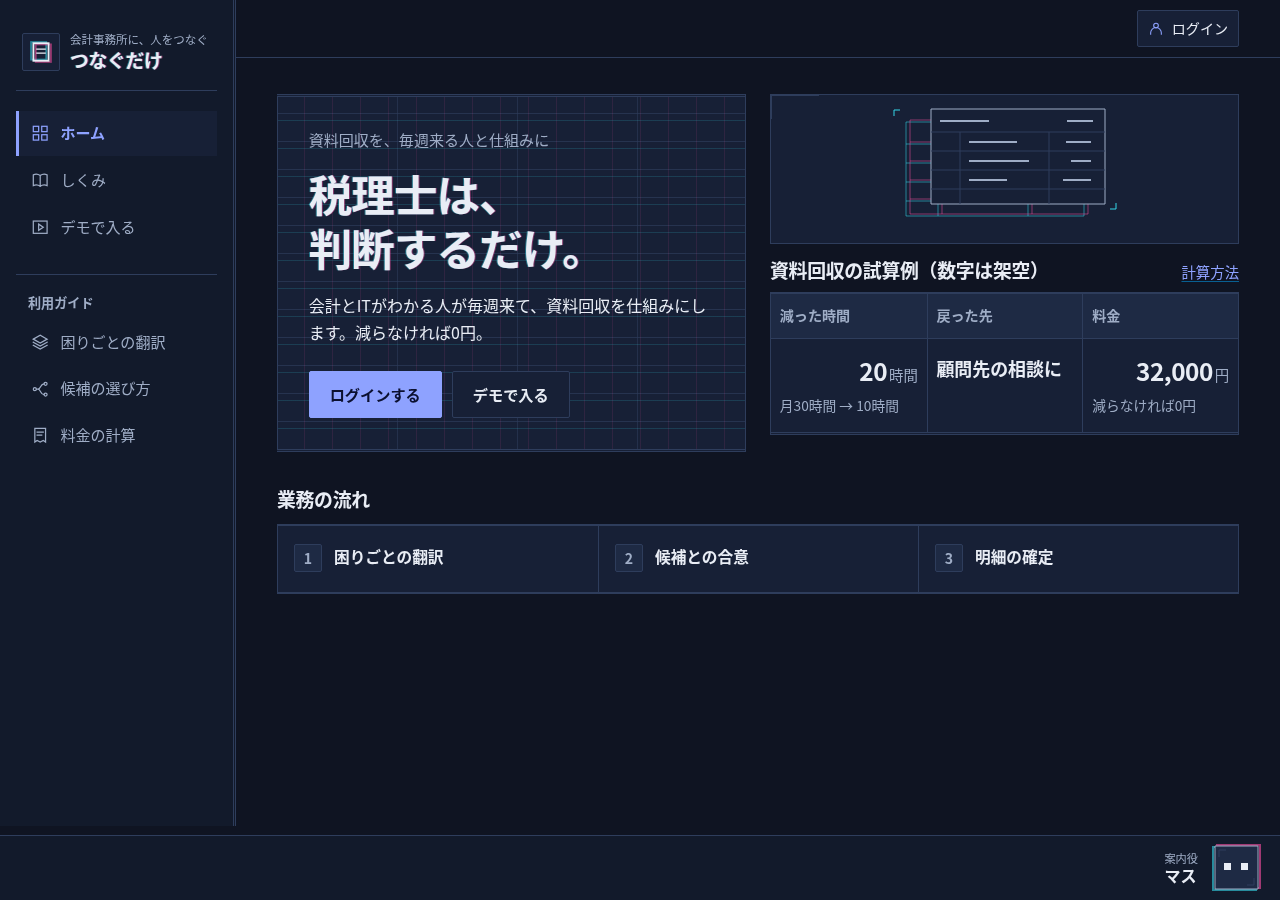 会計事務所に、人をつなぐ
つなぐだけ
ログイン
ホーム
しくみ
デモで入る
利用ガイド
困りごとの翻訳
候補の選び方
料金の計算
資料回収を、毎週来る人と仕組みに
税理士は、
判断するだけ。
会計とITがわかる人が毎週来て、資料回収を仕組みにし
ます。減らなければ0円。
ログインする
デモで入る
資料回収の試算例（数字は架空）
計算方法
減った時間
戻った先
料金
20時間
顧問先の相談に
32,000円
月30時間 → 10時間
減らなければ0円
業務の流れ
1 困りごとの翻訳
2 候補との合意
3 明細の確定
案内役
マス